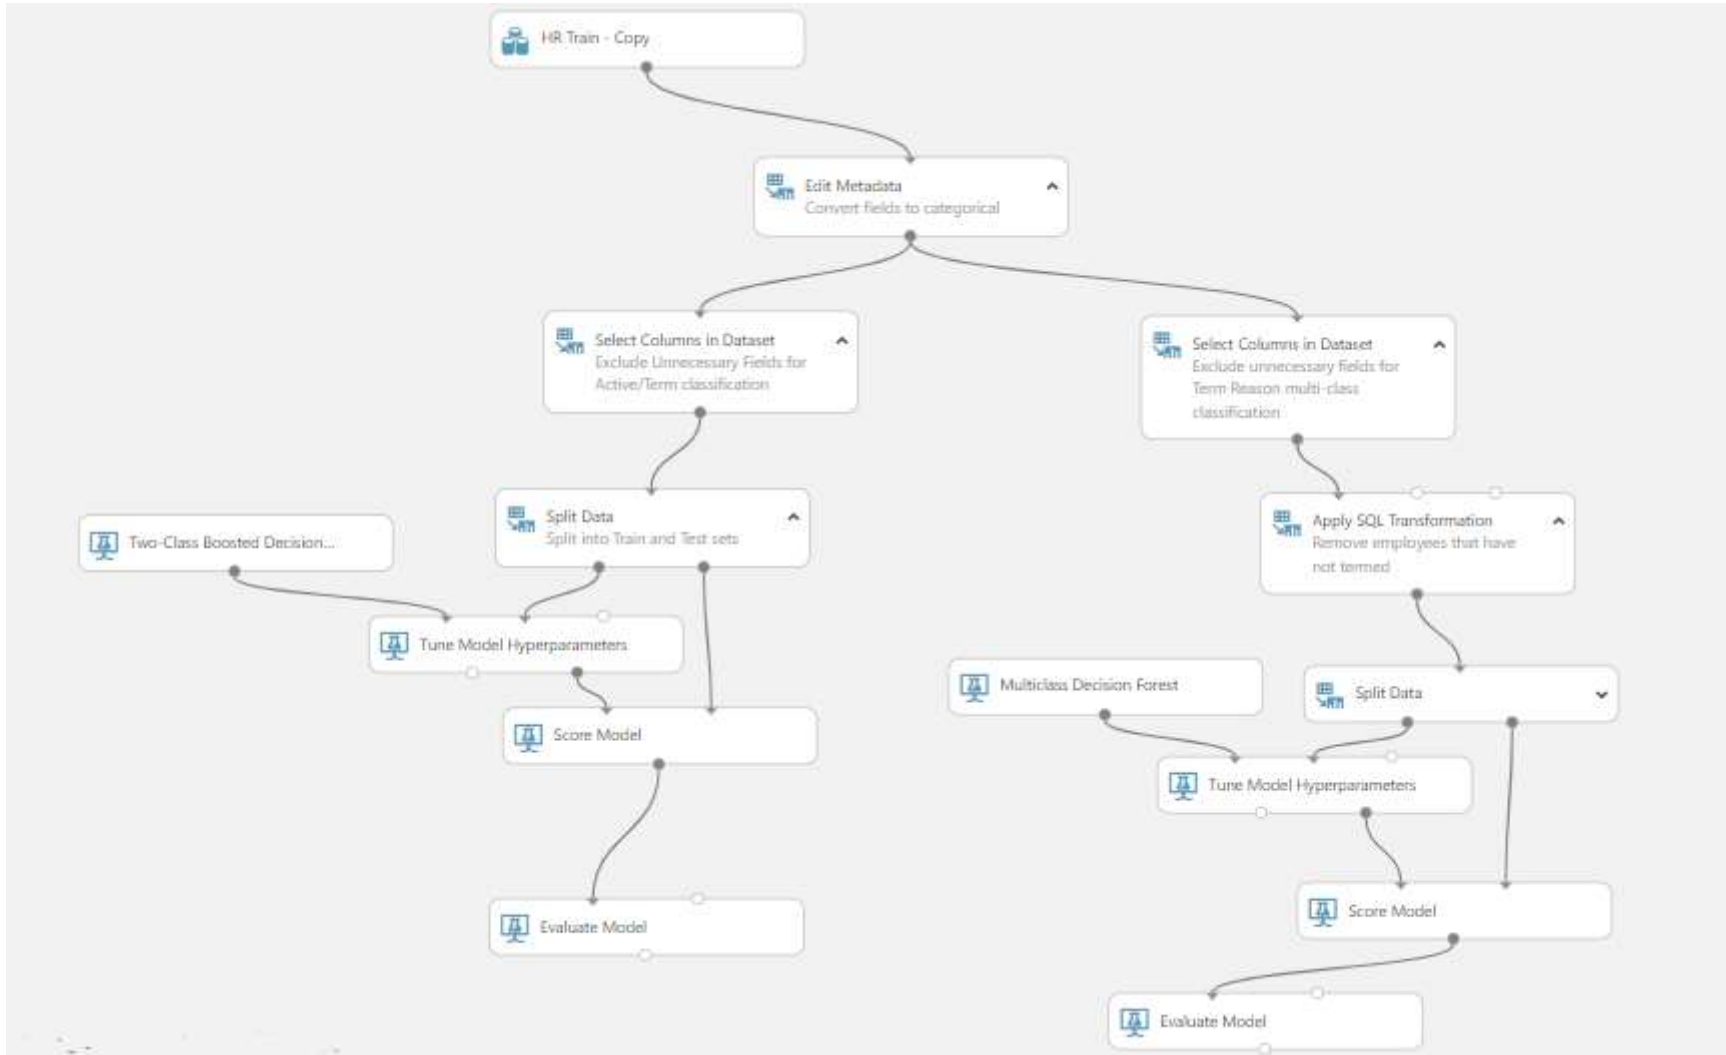 HR Train - Copy
Edit Metadata
Convert fields to categorical
Select Columns in Dataset
Exclude Unnecessary Fields for
Active/Term classification
Select Columns in Dataset
Exclude unnecessary fields for
Term Reason multi-class
classification
Two-Class Boosted Decision...
Split Data
Split into Train and Test sets
Apply SQL Transformation
Remove employees that have
not termed
Tune Model Hyperparameters
Multiclass Decision Forest
Split Data
Score Model
Tune Model Hyperparameters
Evaluate Model
Score Model
Evaluate Model